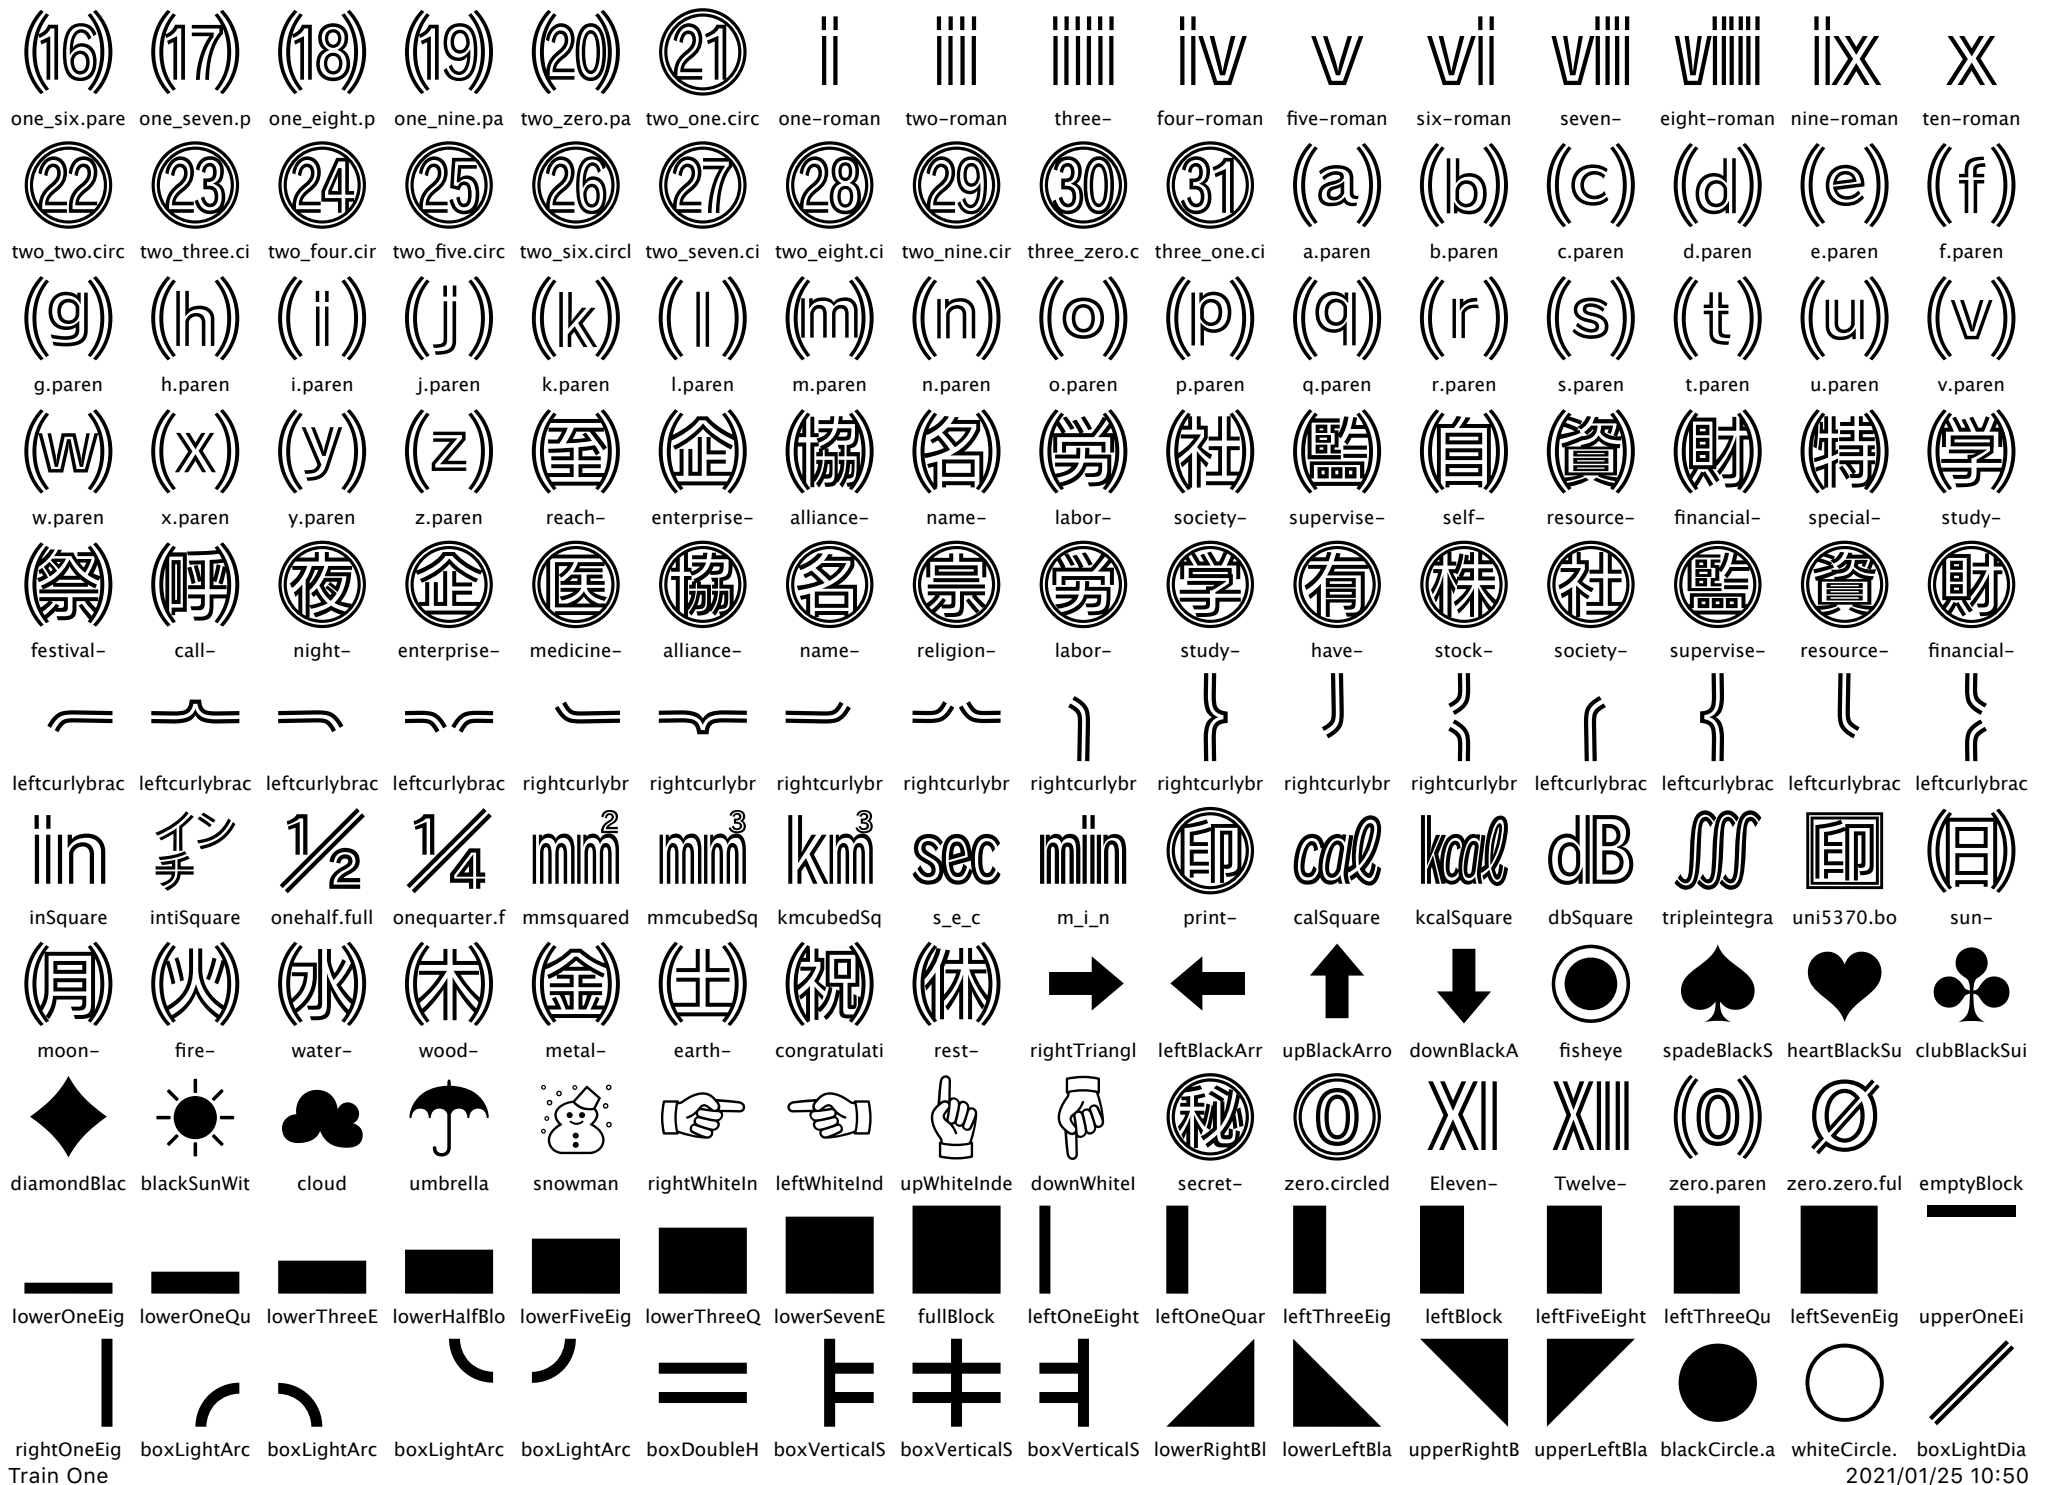 ⒃ ⒄ ⒅ ⒆ ⒇ ㉑ ⅰ ⅱ ⅲ ⅳ ⅴ ⅵ ⅶ ⅷ ⅸ ⅹ
one_six.pare one_seven.p one_eight.p one_nine.pa two_zero.pa two_one.circ one-roman two-roman three- four-roman five-roman six-roman seven- eight-roman nine-roman ten-roman
㉒ ㉓ ㉔ ㉕ ㉖ ㉗ ㉘ ㉙ ㉚ ㉛ ⒜ ⒝ ⒞ ⒟ ⒠ ⒡
two_two.circ two_three.ci two_four.cir two_five.circ two_six.circl two_seven.ci two_eight.ci two_nine.cir three_zero.c three_one.ci a.paren b.paren c.paren d.paren e.paren f.paren
⒢ ⒣ ⒤ ⒥ ⒦ ⒧ ⒨ ⒩ ⒪ ⒫ ⒬ ⒭ ⒮ ⒯ ⒰ ⒱
g.paren h.paren i.paren j.paren k.paren l.paren m.paren n.paren o.paren p.paren q.paren r.paren s.paren t.paren u.paren v.paren
⒲ ⒳ ⒴ ⒵ ㉃ ㈽ ㈿ ㈴ ㈸ ㈳ ㈼ ㉂ ㈾ ㈶ ㈵ ㈻
w.paren x.paren y.paren z.paren reach- enterprise- alliance- name- labor- society- supervise- self- resource- financial- special- study-
㉀ ㈺ ㊰ ㊭ ㊩ ㊯ ㊔ ㊪ ㊘ ㊫ ㊒ ㊑ ㊓ ㊬ ㊮ ㊖
festival- call- night- enterprise- medicine- alliance- name- religion- labor- study- have- stock- society- supervise- resource- financial-
leftcurlybrac leftcurlybrac leftcurlybrac leftcurlybrac rightcurlybr rightcurlybr rightcurlybr rightcurlybr rightcurlybr rightcurlybr rightcurlybr rightcurlybr leftcurlybrac leftcurlybrac leftcurlybrac leftcurlybrac
iin インチ 1/2 1/4 mm² mm³ km³ sec miin ㊞ cal kcal dB ∭ 印 ㈰
inSquare intiSquare onehalf.full onequarter.f mmsquared mmcubedSq kmcubedSq s_e_c m_i_n print- calSquare kcalSquare dbSquare tripleintegra uni5370.bo sun-
㈪ ㈫ ㈬ ㈭ ㈮ ㈯ ㈷ ㉁
moon- fire- water- wood- metal- earth- congratulati rest- rightTriangl leftBlackArr upBlackArro downBlackA fisheye spadeBlackS heartBlackSu clubBlackSui
㊙ ⓪ Ⅺ Ⅻ (0) 0̸
diamondBlac blackSunWit cloud umbrella snowman rightWhiteIn leftWhiteInd upWhiteInde downWhiteI secret- zero.circled Eleven- Twelve- zero.paren zero.zero.ful emptyBlock
lowerOneEig lowerOneQu lowerThreeE lowerHalfBlo lowerFiveEig lowerThreeQ lowerSevenE fullBlock leftOneEight leftOneQuar leftThreeEig leftBlock leftFiveEight leftThreeQu leftSevenEig upperOneEi
rightOneEig boxLightArc boxLightArc boxLightArc boxLightArc boxDoubleH boxVerticalS boxVerticalS boxVerticalS lowerRightBl lowerLeftBla upperRightB upperLeftBla blackCircle.a whiteCircle. boxLightDia
Train One 2021/01/25 10:50